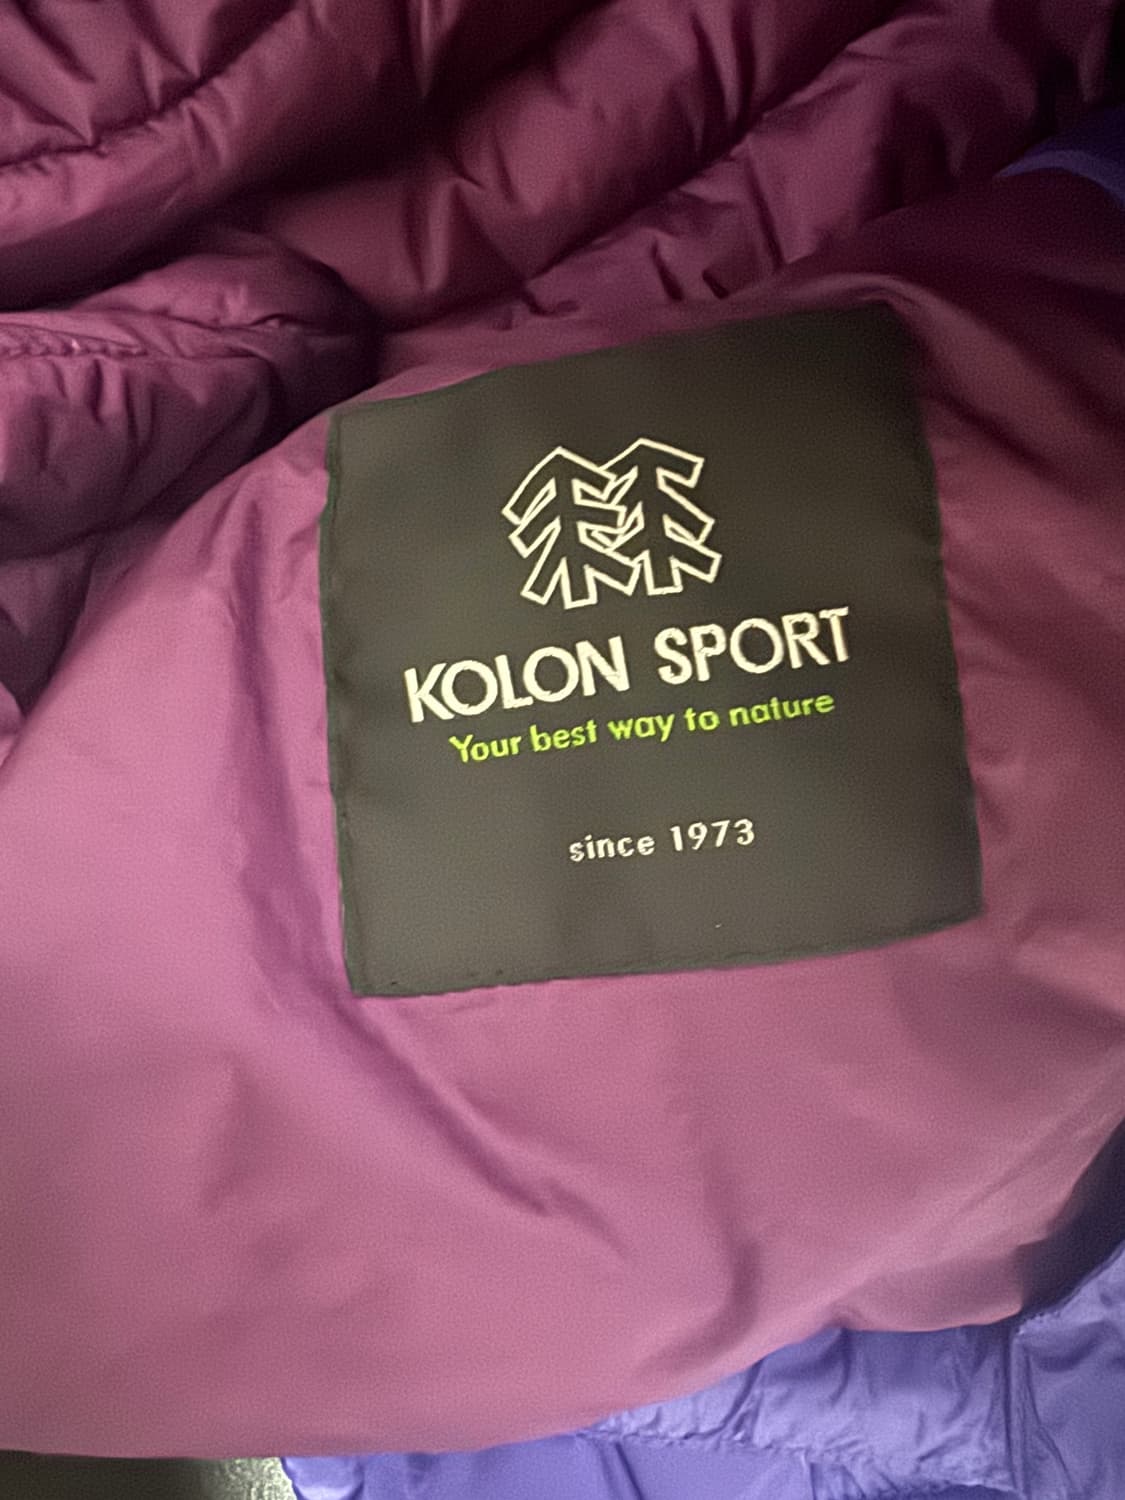 KOLON SPORT
Your best way to nature
since 1973